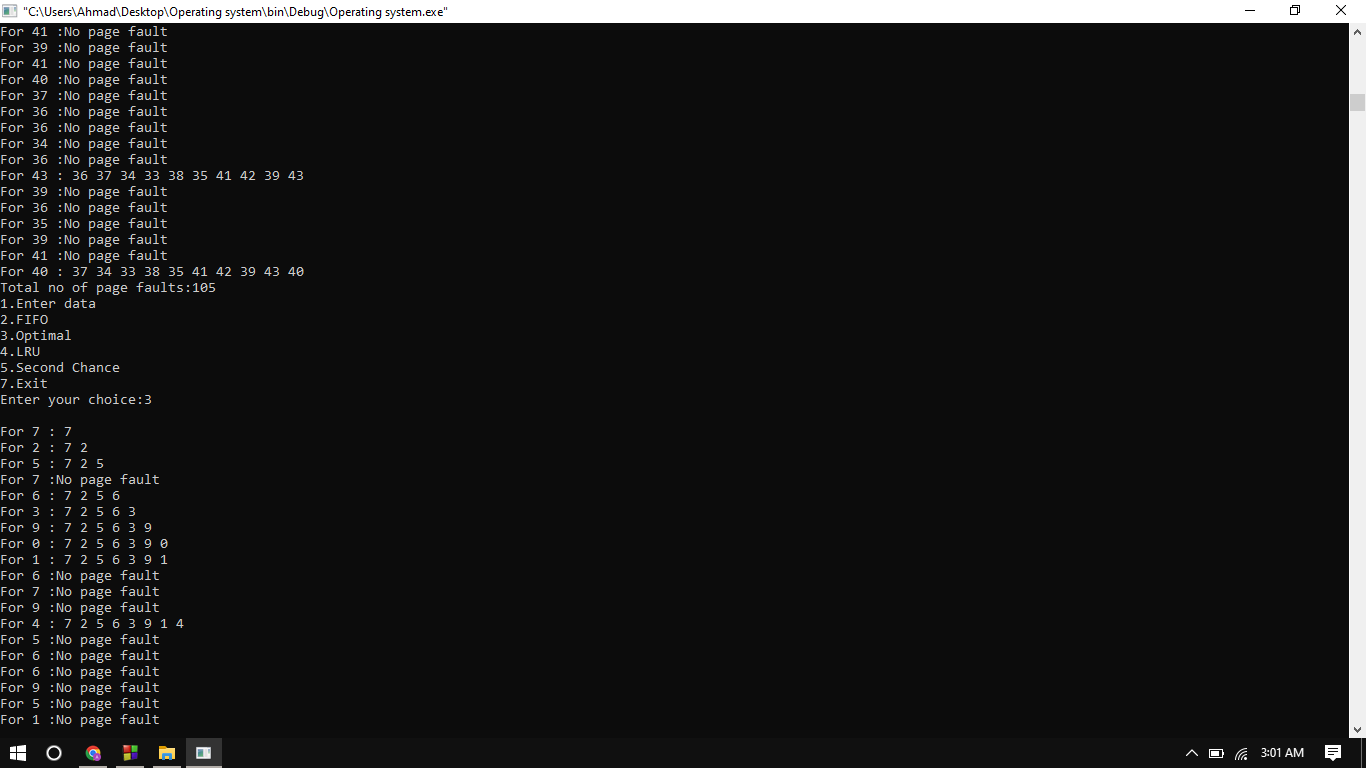 "C:\Users\Ahmad\Desktop\Operating system\bin\Debug\Operating system.exe"
For 41 :No page fault
For 39 :No page fault
For 41 :No page fault
For 40 :No page fault
For 37 :No page fault
For 36 :No page fault
For 36 :No page fault
For 34 :No page fault
For 36 :No page fault
For 43 : 36 37 34 33 38 35 41 42 39 43
For 39 :No page fault
For 36 :No page fault
For 35 :No page fault
For 39 :No page fault
For 41 :No page fault
For 40 : 37 34 33 38 35 41 42 39 43 40
Total no of page faults:105
1.Enter data
2.FIFO
3.Optimal
4.LRU
5.Second Chance
7.Exit
Enter your choice:3
For 7 : 7
For 2 : 7 2
For 5 : 7 2 5
For 7 :No page fault
For 6 : 7 2 5 6
For 3 : 7 2 5 6 3
For 9 : 7 2 5 6 3 9
For 0 : 7 2 5 6 3 9 0
For 1 : 7 2 5 6 3 9 1
For 6 :No page fault
For 7 :No page fault
For 9 :No page fault
For 4 : 7 2 5 6 3 9 1 4
For 5 :No page fault
For 6 :No page fault
For 6 :No page fault
For 9 :No page fault
For 5 :No page fault
For 1 :No page fault
3:01 AM